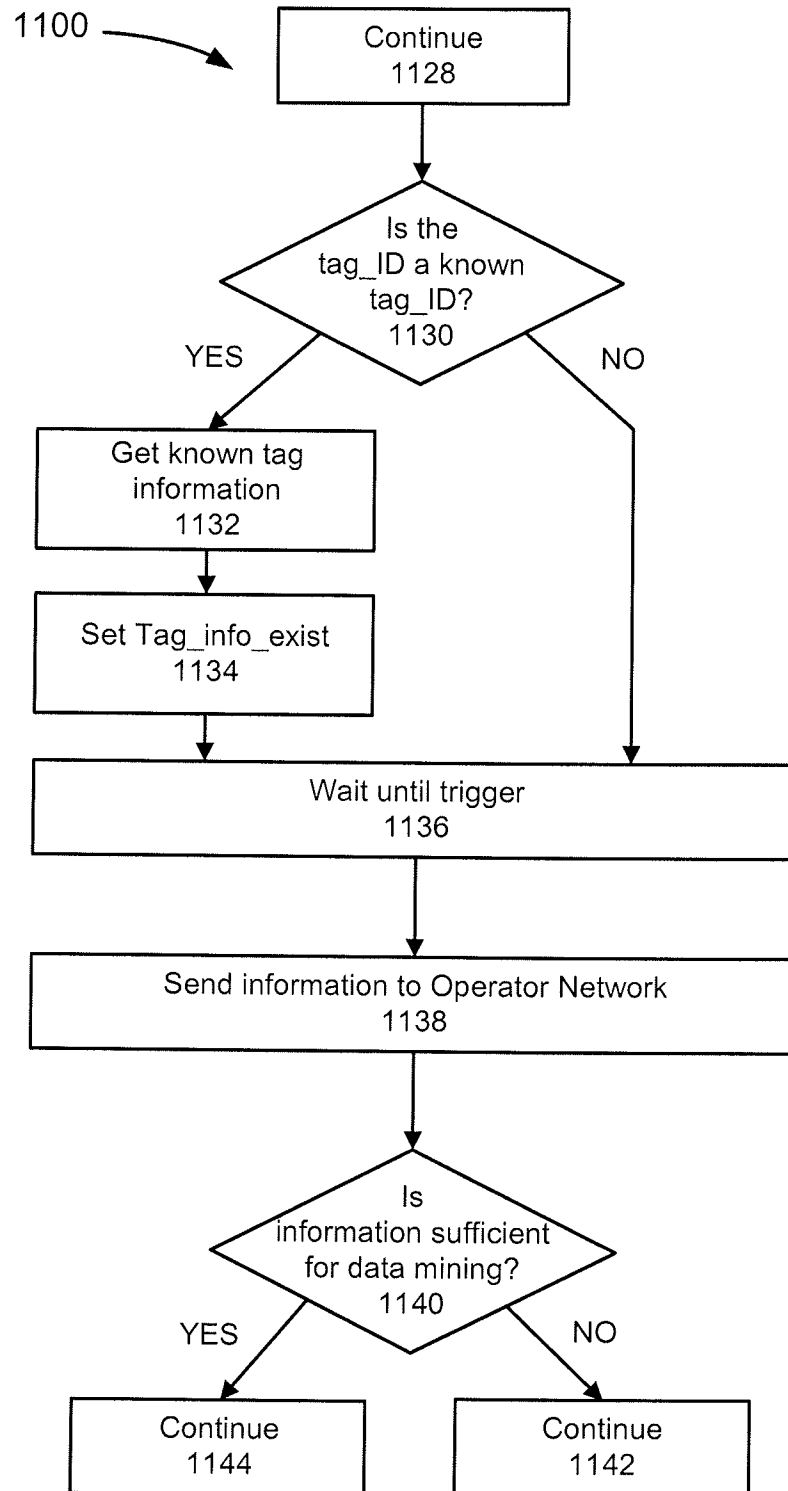 1100
Continue
1128
Is the
tag_ID a known
tag_ID?
1130
YES
NO
Get known tag
information
1132
Set Tag_info_exist
1134
Wait until trigger
1136
Send information to Operator Network
1138
Is
information sufficient
for data mining?
1140
YES
NO
Continue
1144
Continue
1142